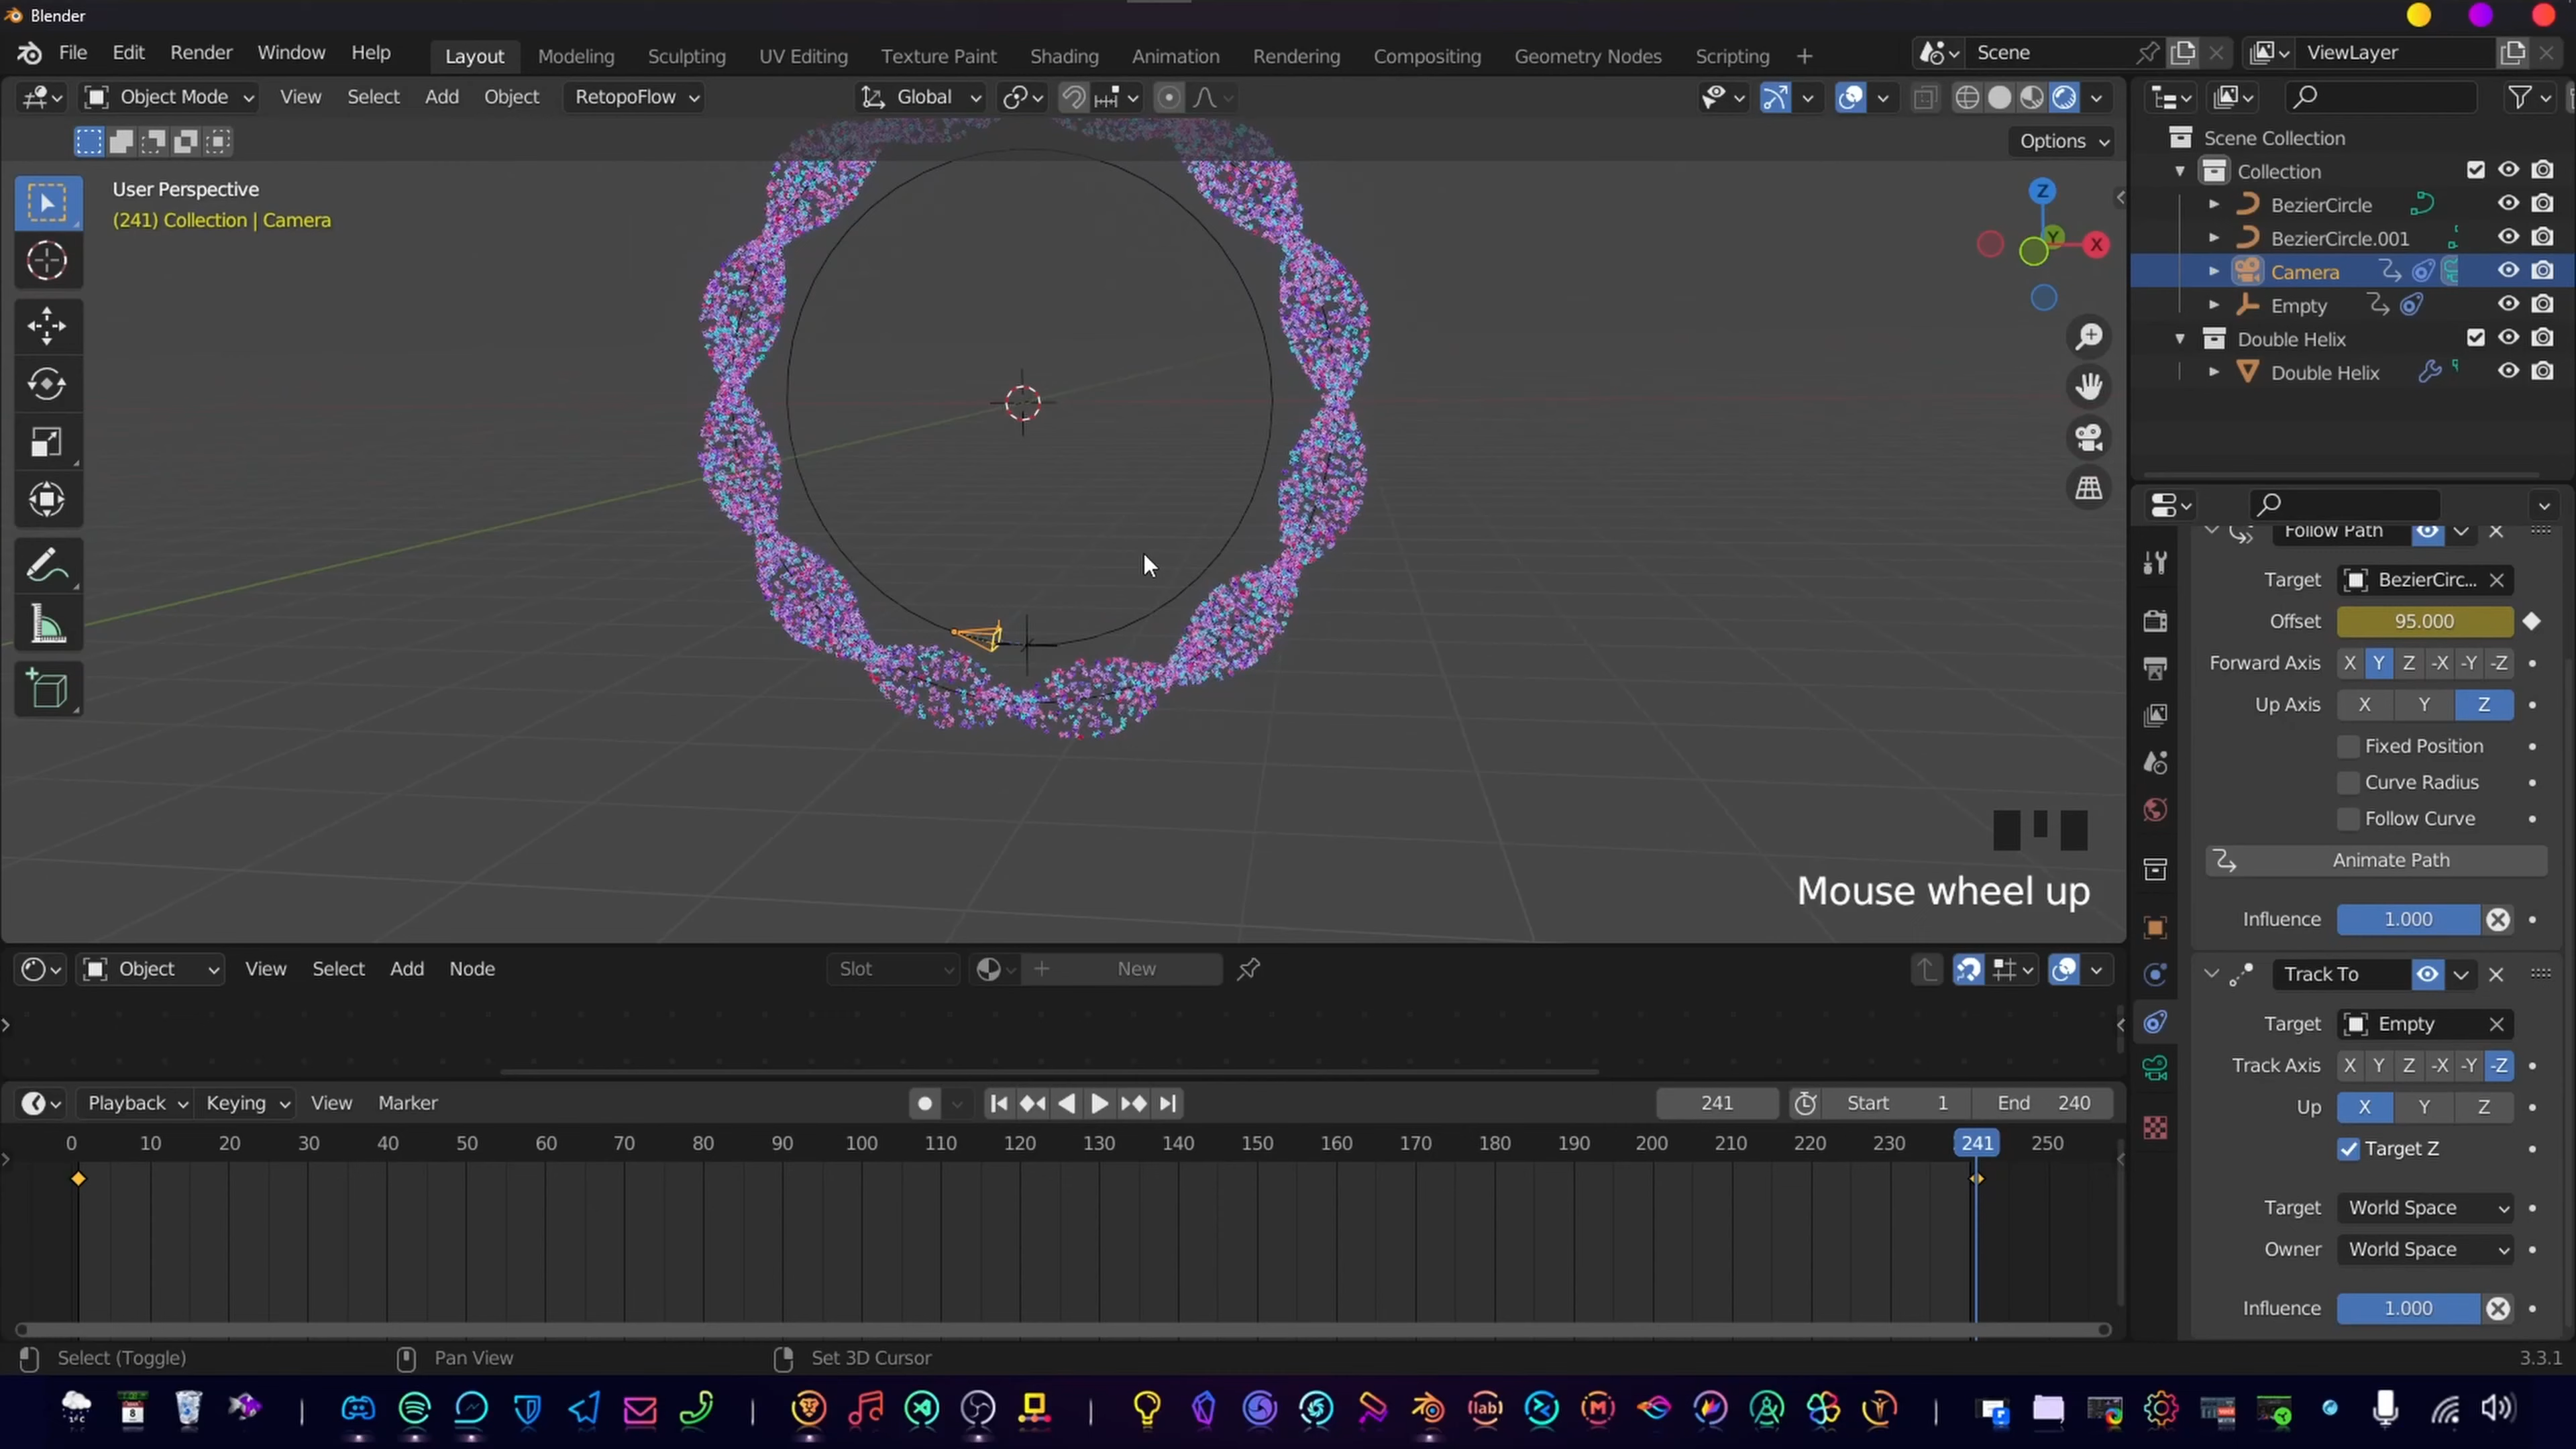 Blender
File Edit Render Window Help Layout Modeling Sculpting UV Editing Texture Paint Shading Animation Rendering Compositing Geometry Nodes Scripting + Scene ViewLayer
Object Mode View Select Add Object RetopoFlow Global
Options
User Perspective
(241) Collection | Camera
Z
Y
X
Mouse wheel up
Scene Collection
Collection
BezierCircle
BezierCircle.001
Camera
Empty
Double Helix
Double Helix
Follow Path
Target BezierCirc...
Offset 95.000
Forward Axis X Y Z -X -Y -Z
Up Axis X Y Z
Fixed Position
Curve Radius
Follow Curve
Animate Path
Influence 1.000
Track To
Target Empty
Track Axis X Y Z -X -Y -Z
Up X Y Z
Target Z
Target World Space
Owner World Space
Influence 1.000
Object View Select Add Node Slot New
Playback Keying View Marker 241 Start 1 End 240
0 10 20 30 40 50 60 70 80 90 100 110 120 130 140 150 160 170 180 190 200 210 220 230 241 250
Select (Toggle) Pan View Set 3D Cursor 3.3.1
8
lab
M